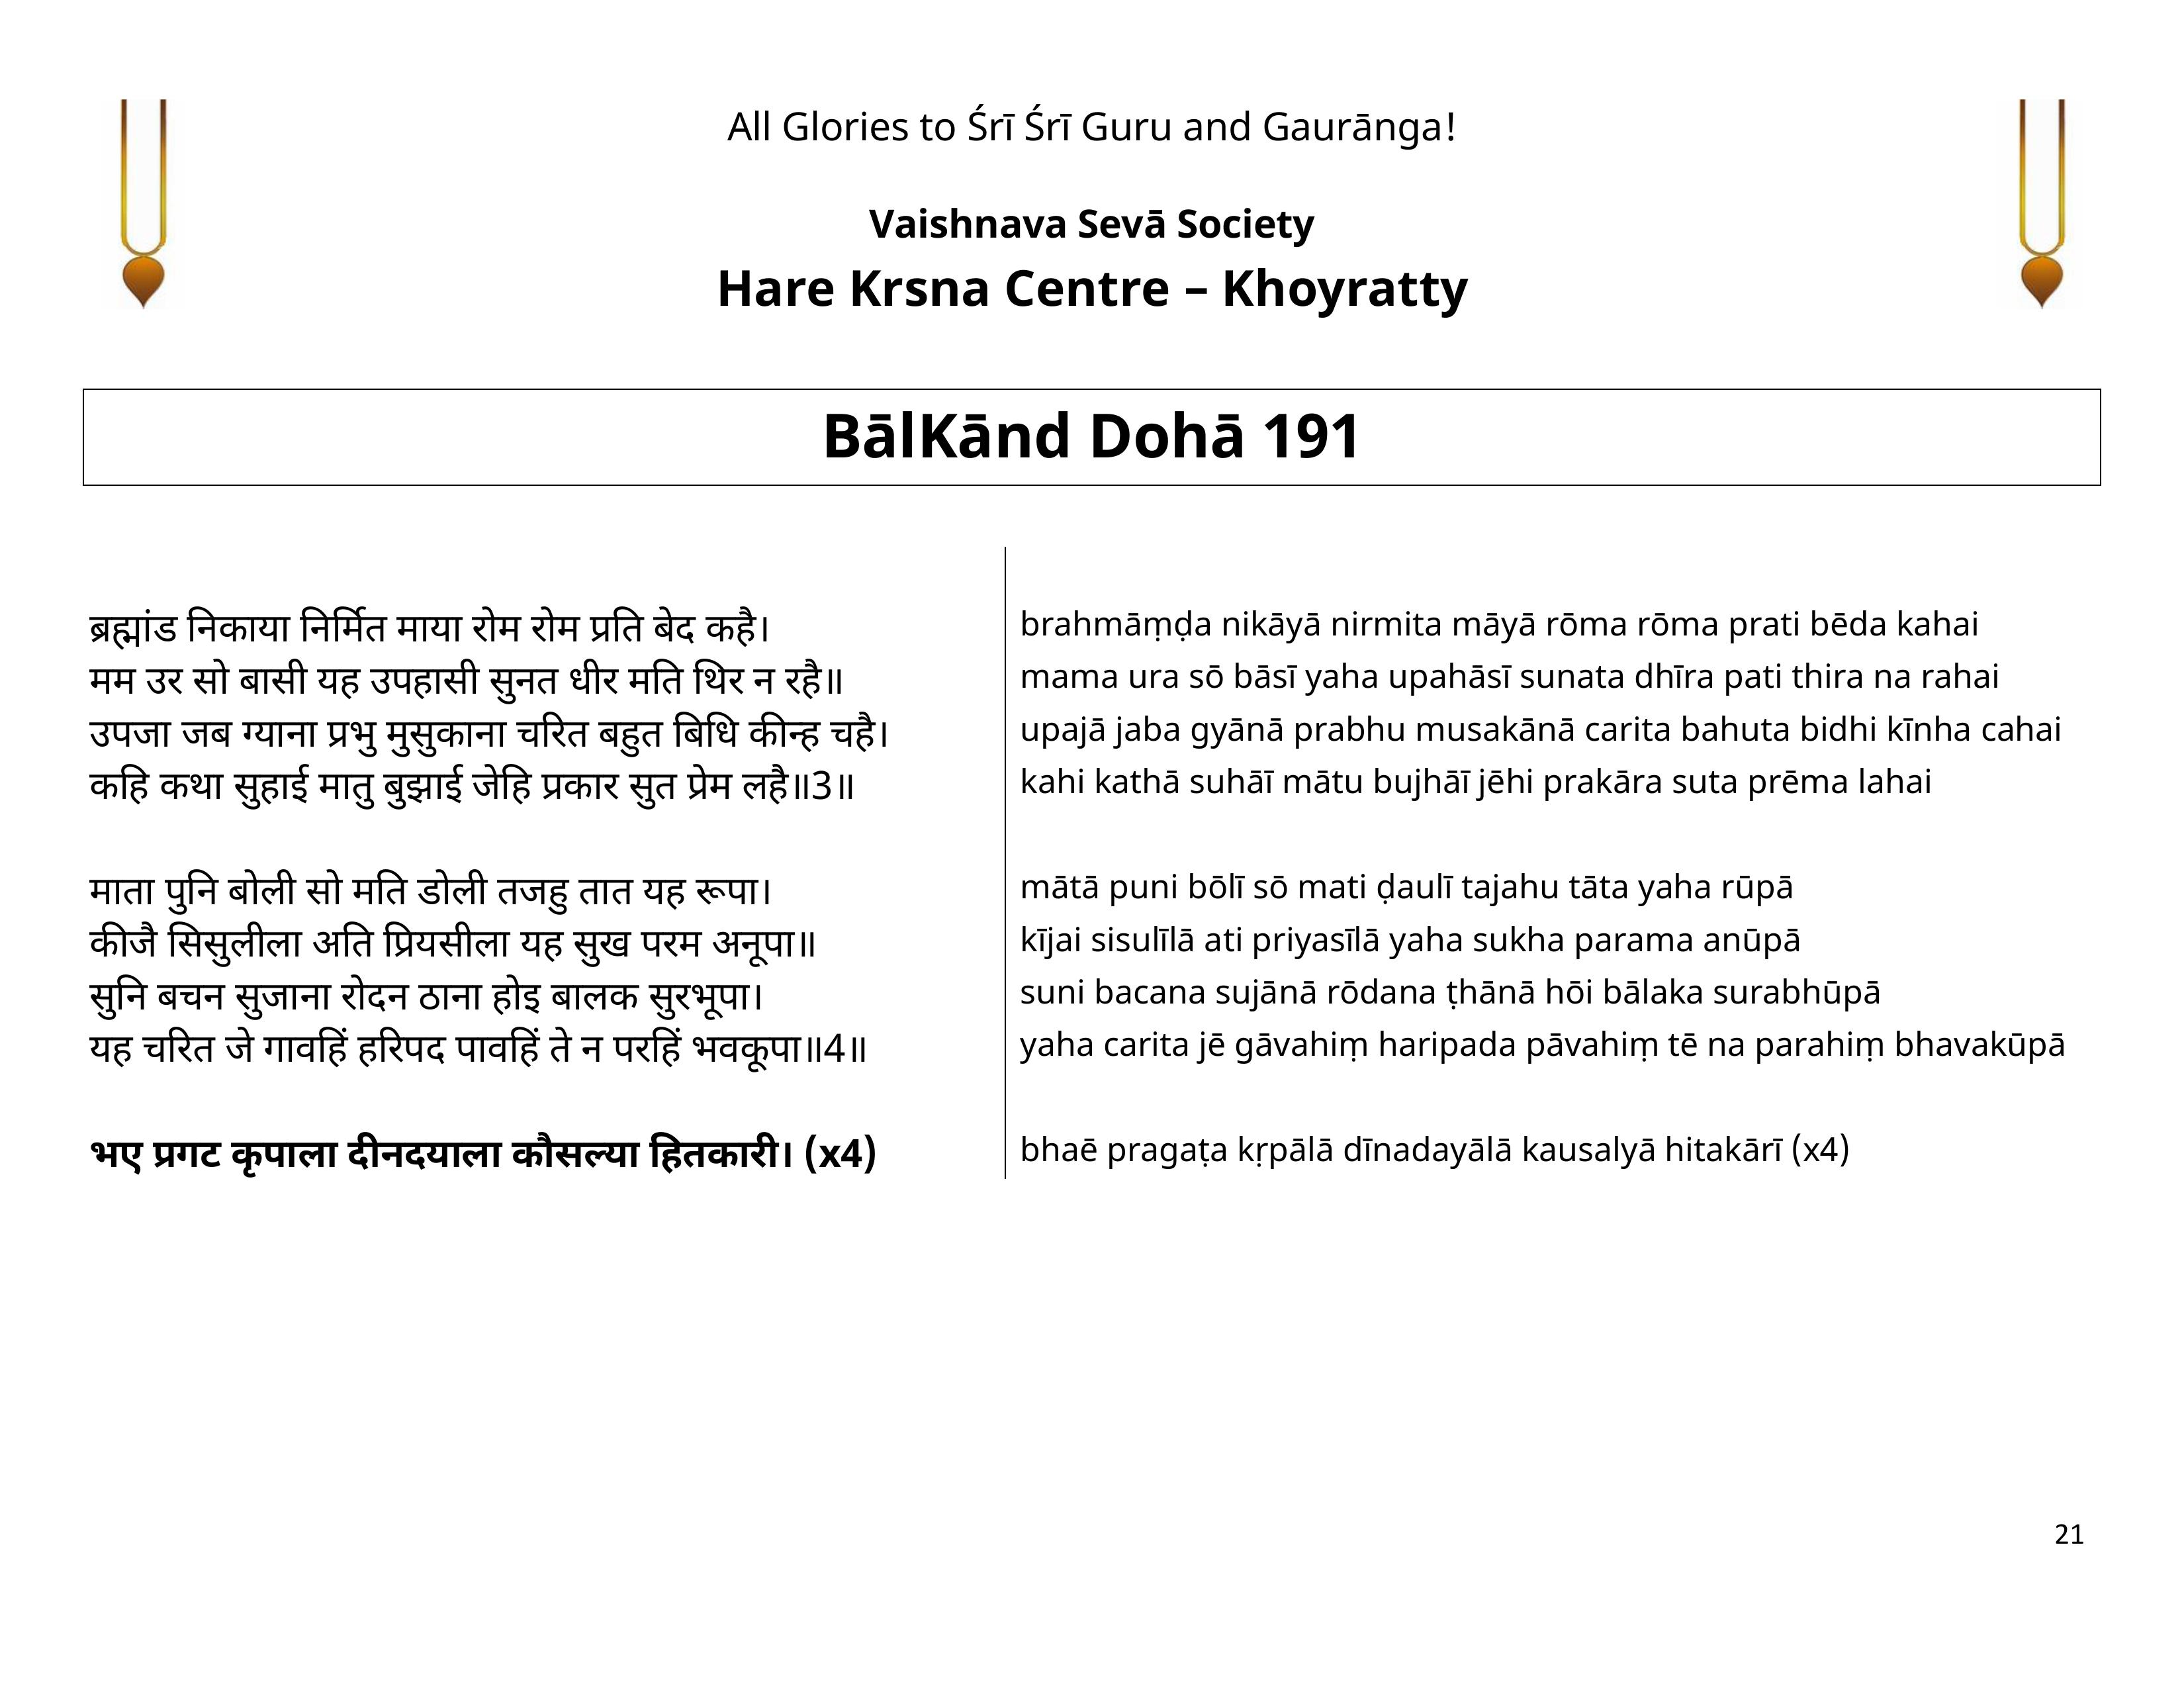 All Glories to Śrī Śrī Guru and Gaurānga!
Vaishnava Sevā Society
Hare Krsna Centre – Khoyratty
BālKānd Dohā 191
ब्रह्मांड निकाया निर्मित माया रोम रोम प्रति बेद कहै।
मम उर सो बासी यह उपहासी सुनत धीर मति थिर न रहै॥
उपजा जब ग्याना प्रभु मुसुकाना चरित बहुत बिधि कीन्ह चहै।
कहि कथा सुहाई मातु बुझाई जेहि प्रकार सुत प्रेम लहै॥3॥
माता पुनि बोली सो मति डोली तजहु तात यह रूपा।
कीजै सिसुलीला अति प्रियसीला यह सुख परम अनूपा॥
सुनि बचन सुजाना रोदन ठाना होइ बालक सुरभूपा।
यह चरित जे गावहिं हरिपद पावहिं ते न परहिं भवकूपा॥4॥
भए प्रगट कृपाला दीनदयाला कौसल्या हितकारी। (x4)
brahmāṃḍa nikāyā nirmita māyā rōma rōma prati bēda kahai
mama ura sō bāsī yaha upahāsī sunata dhīra pati thira na rahai
upajā jaba gyānā prabhu musakānā carita bahuta bidhi kīnha cahai
kahi kathā suhāī mātu bujhāī jēhi prakāra suta prēma lahai
mātā puni bōlī sō mati ḍaulī tajahu tāta yaha rūpā
kījai sisulīlā ati priyasīlā yaha sukha parama anūpā
suni bacana sujānā rōdana ṭhānā hōi bālaka surabhūpā
yaha carita jē gāvahiṃ haripada pāvahiṃ tē na parahiṃ bhavakūpā
bhaē pragaṭa kṛpālā dīnadayālā kausalyā hitakārī (x4)
21